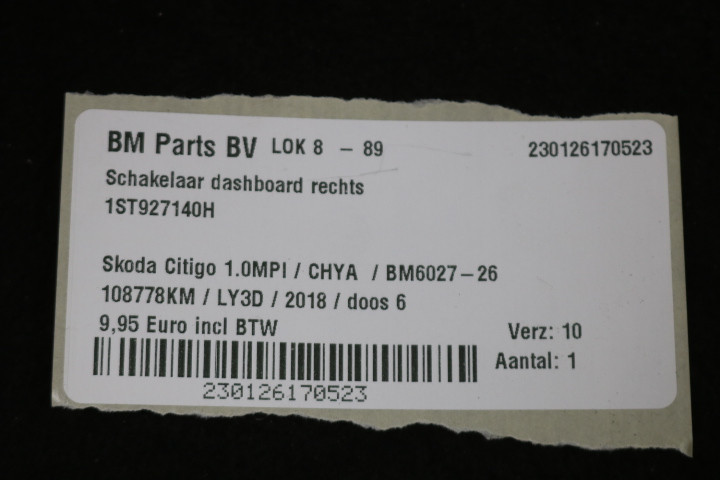 BM Parts BV LOK 8 - 89 230126170523
Schakelaar dashboard rechts
1ST927140H
Skoda Citigo 1.0MPI / CHYA / BM6027-26
108778KM / LY3D / 2018 / doos 6
9,95 Euro incl BTW Verz: 10
Aantal: 1
230126170523